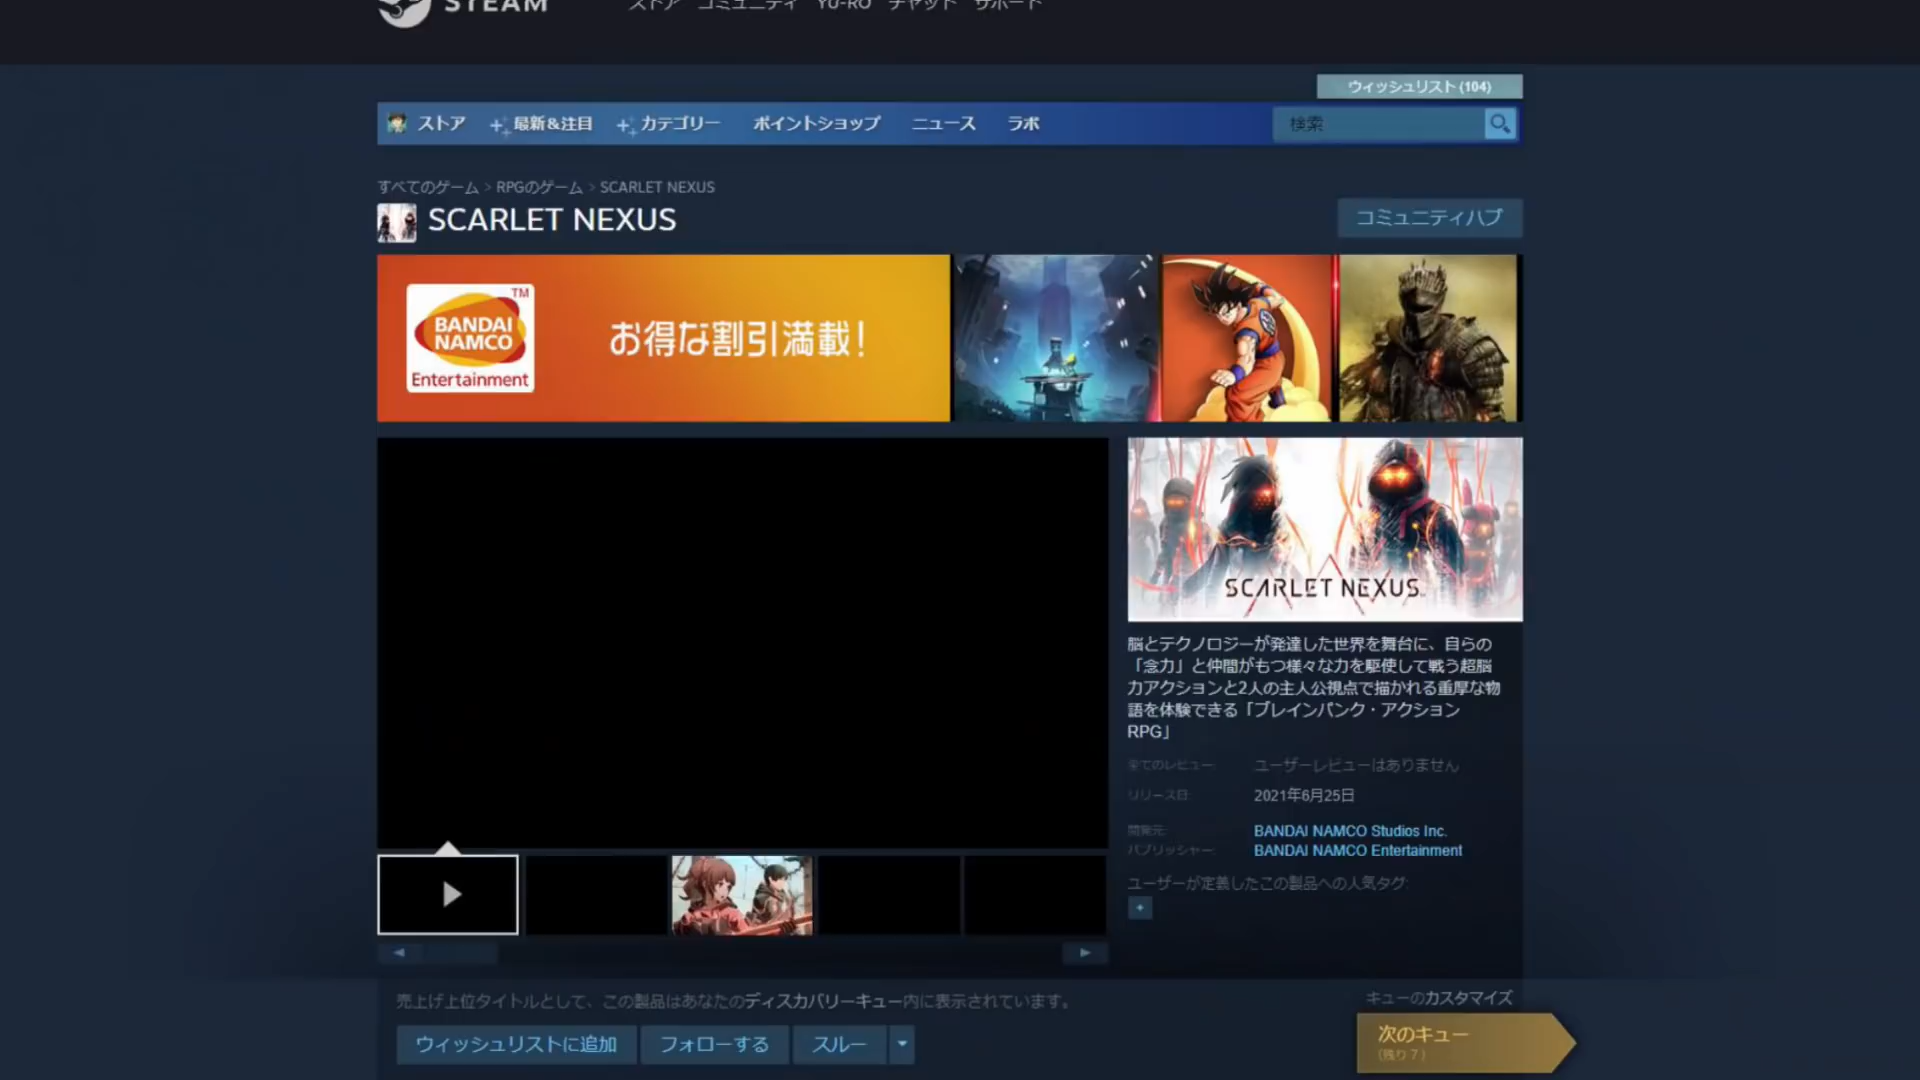 STEAM
ストア コミュニティ YU-RO チャット サポート
ウィッシュリスト (104)
ストア 最新&注目 カテゴリー ポイントショップ ニュース ラボ
検索
すべてのゲーム > RPGのゲーム > SCARLET NEXUS
SCARLET NEXUS
コミュニティハブ
BANDAI
NAMCO
TM
Entertainment
お得な割引満載!
SCARLET NEXUS
脳とテクノロジーが発達した世界を舞台に、自らの
「念力」と仲間がもつ様々な力を駆使して戦う超脳
力アクションと2人の主人公視点で描かれる重厚な物
語を体験できる「ブレインパンク・アクション
RPG」
全てのレビュー: ユーザーレビューはありません
リリース日: 2021年6月25日
開発元: BANDAI NAMCO Studios Inc.
パブリッシャー: BANDAI NAMCO Entertainment
ユーザーが定義したこの製品への人気タグ:
+
売上げ上位タイトルとして、この製品はあなたのディスカバリーキュー内に表示されています。
キューのカスタマイズ
ウィッシュリストに追加 フォローする スルー
次のキュー
(残り 7 )